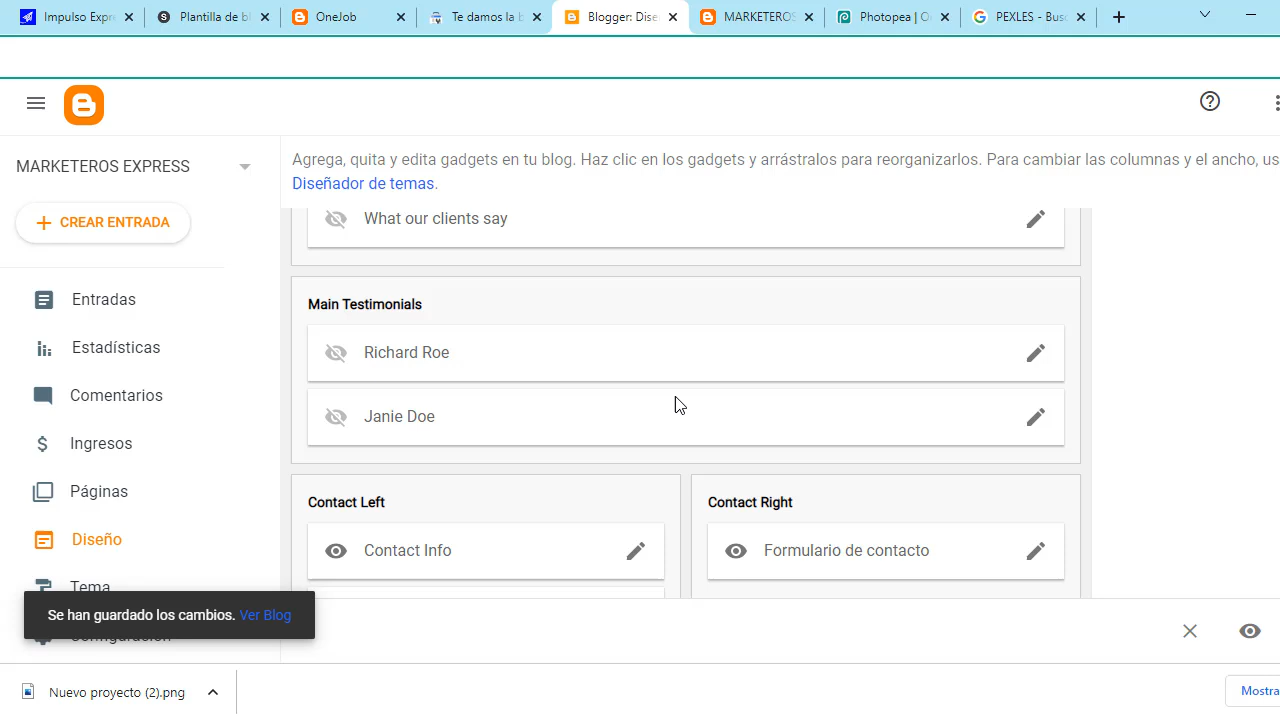 Impulso Expr
Plantilla de bl
OneJob
Te damos la b
Blogger: Dise
MARKETEROS
Photopea | O
PEXLES - Busc
MARKETEROS EXPRESS
CREAR ENTRADA
Entradas
Estadísticas
Comentarios
Ingresos
Páginas
Diseño
Tema
Configuración
Se han guardado los cambios. Ver Blog
Agrega, quita y edita gadgets en tu blog. Haz clic en los gadgets y arrástralos para reorganizarlos. Para cambiar las columnas y el ancho, us
Diseñador de temas.
What our clients say
Main Testimonials
Richard Roe
Janie Doe
Contact Left
Contact Info
Contact Right
Formulario de contacto
Nuevo proyecto (2).png
Mostra